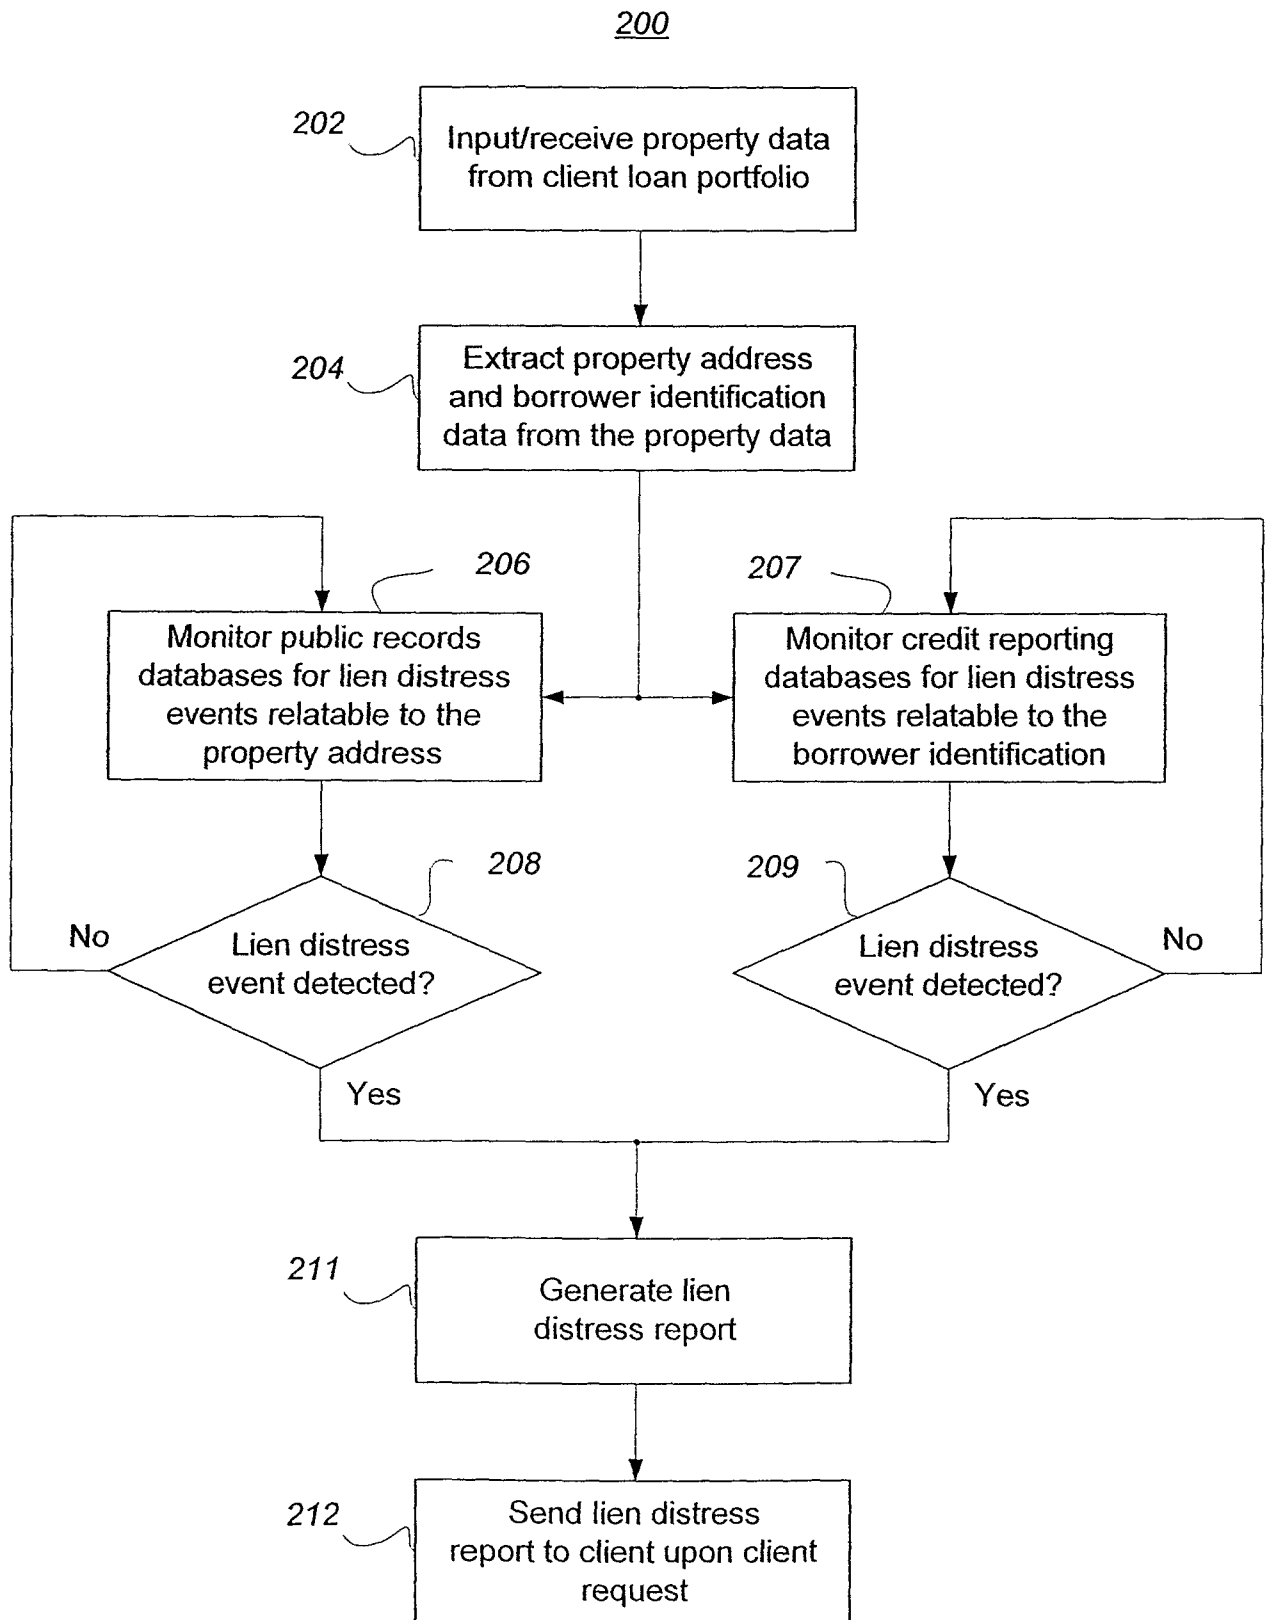 200
202
Input/receive property data
from client loan portfolio
204
Extract property address
and borrower identification
data from the property data
206
207
Monitor public records
databases for lien distress
events relatable to the
property address
Monitor credit reporting
databases for lien distress
events relatable to the
borrower identification
208
209
No
Lien distress
event detected?
Lien distress
event detected?
No
Yes
Yes
211
Generate lien
distress report
212
Send lien distress
report to client upon client
request